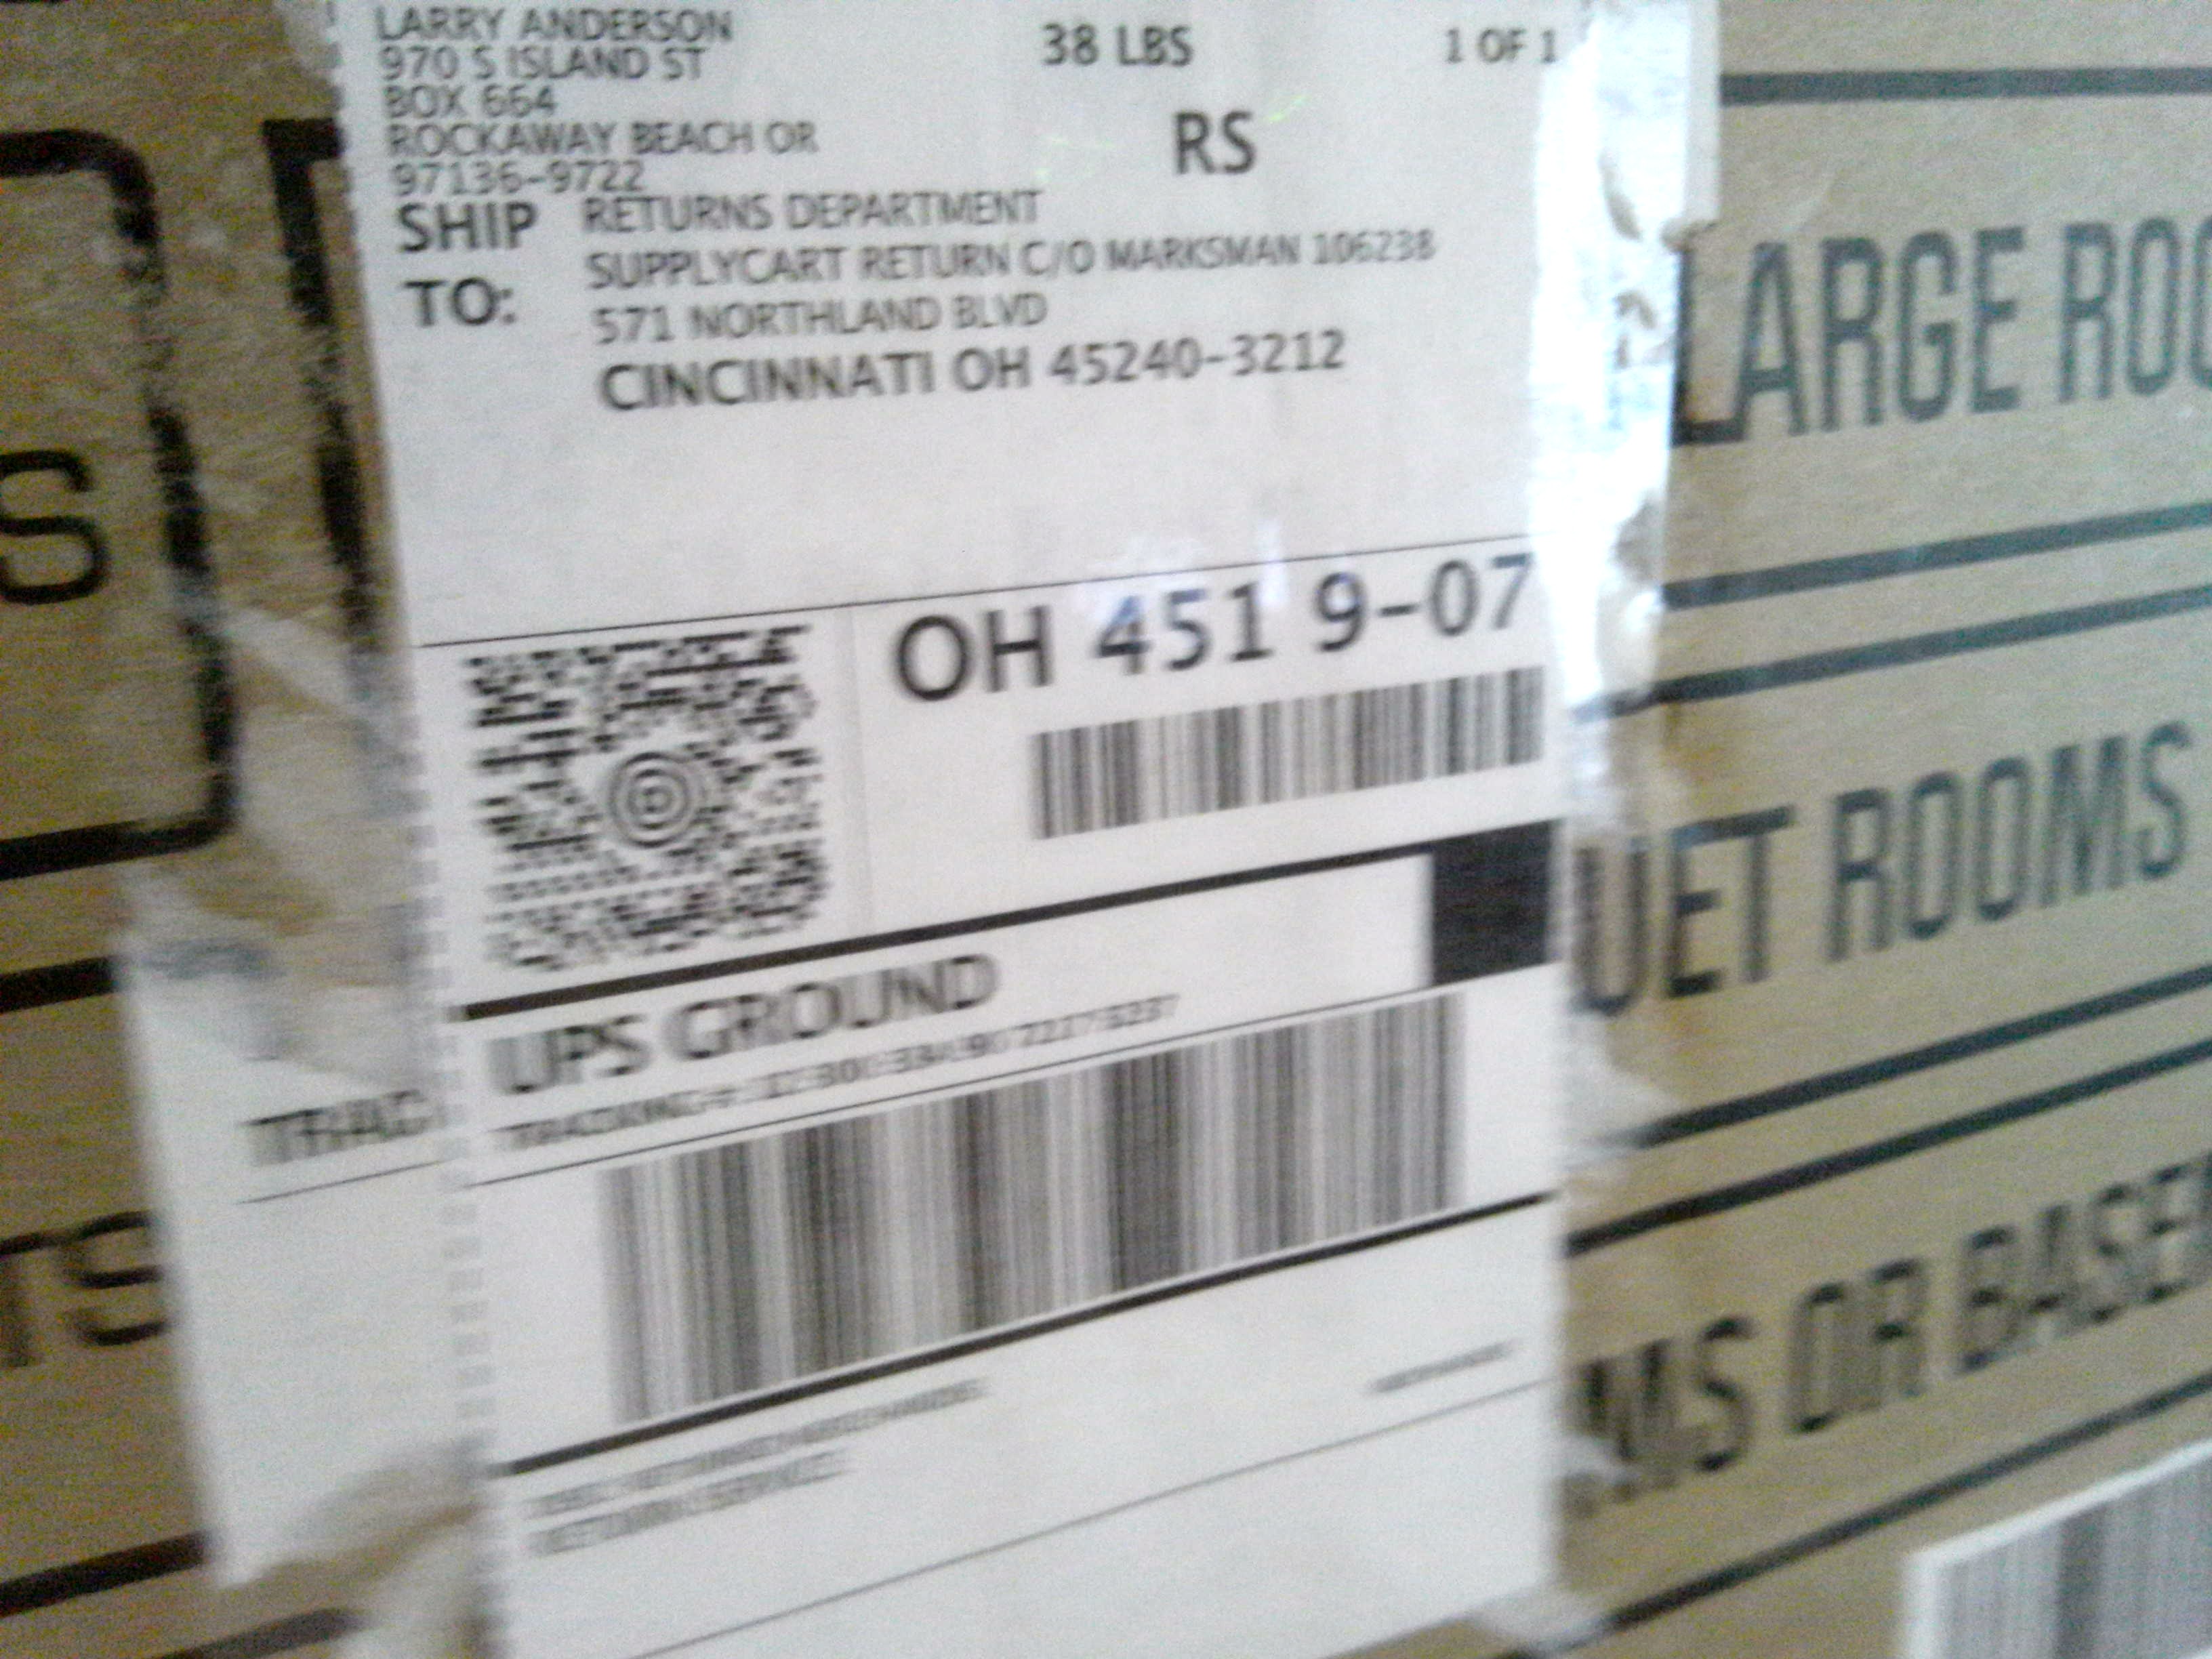 LARRY ANDERSON
970 S ISLAND ST
BOX 664
ROCKAWAY BEACH OR
97136-9722
38 LBS
1 OF 1
RS
SHIP TO:
RETURNS DEPARTMENT
SUPPLYCART RETURN C/O MARKSMAN 106238
571 NORTHLAND BLVD
CINCINNATI OH 45240-3212
OH 451 9-07
UPS GROUND
TRACKING #:
S
LARGE ROO
UET ROOMS
MS OR BASE